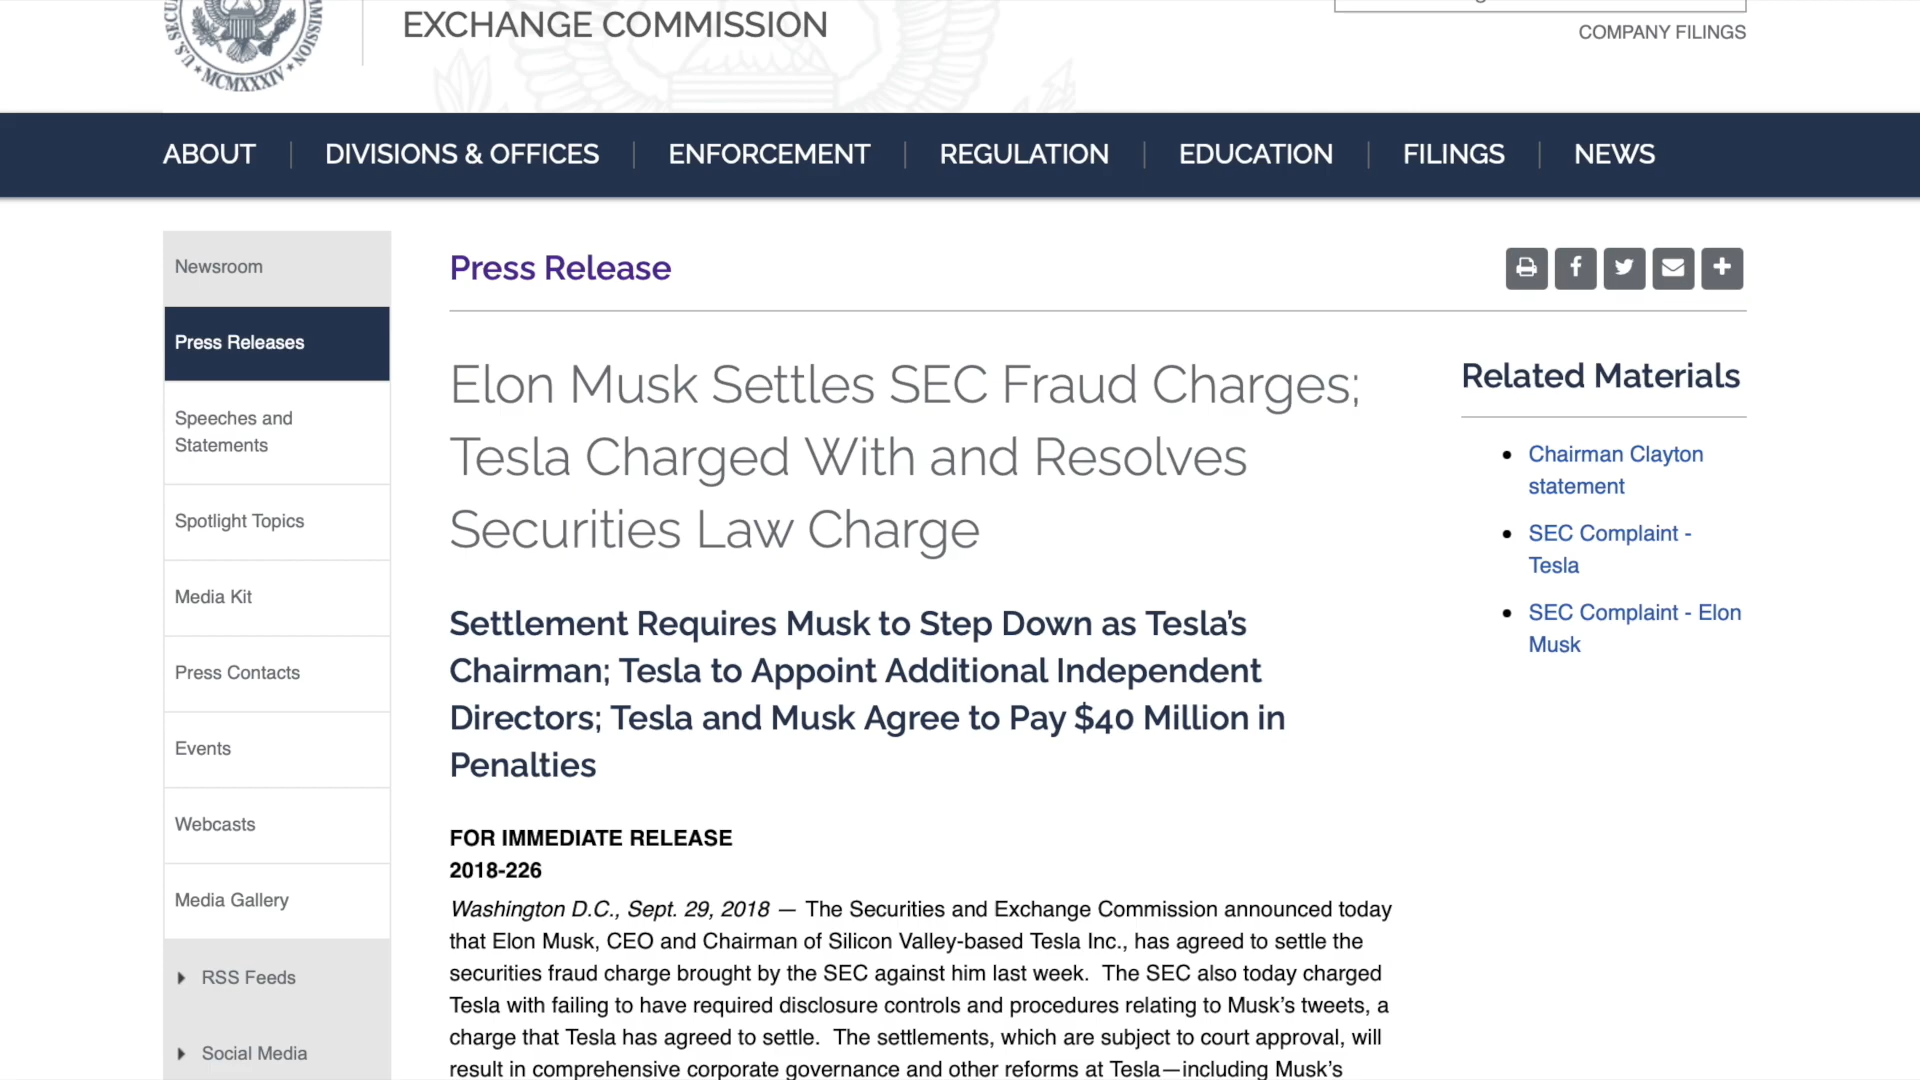 EXCHANGE COMMISSION
U.S. SECU
MMISSION
MCMXXXIV
COMPANY FILINGS
ABOUT
DIVISIONS & OFFICES
ENFORCEMENT
REGULATION
EDUCATION
FILINGS
NEWS
Newsroom
Press Releases
Speeches and
Statements
Spotlight Topics
Media Kit
Press Contacts
Events
Webcasts
Media Gallery
RSS Feeds
Social Media
Press Release
Elon Musk Settles SEC Fraud Charges;
Tesla Charged With and Resolves
Securities Law Charge
Settlement Requires Musk to Step Down as Tesla’s
Chairman; Tesla to Appoint Additional Independent
Directors; Tesla and Musk Agree to Pay $40 Million in
Penalties
FOR IMMEDIATE RELEASE
2018-226
Washington D.C., Sept. 29, 2018 — The Securities and Exchange Commission announced today
that Elon Musk, CEO and Chairman of Silicon Valley-based Tesla Inc., has agreed to settle the
securities fraud charge brought by the SEC against him last week.  The SEC also today charged
Tesla with failing to have required disclosure controls and procedures relating to Musk’s tweets, a
charge that Tesla has agreed to settle.  The settlements, which are subject to court approval, will
result in comprehensive corporate governance and other reforms at Tesla—including Musk’s
Related Materials
Chairman Clayton
statement
SEC Complaint -
Tesla
SEC Complaint - Elon
Musk